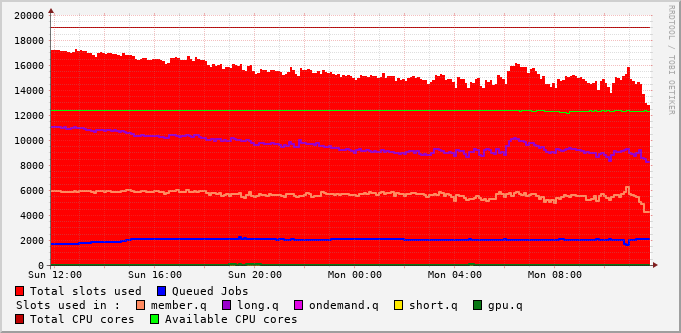 RRDTOOL / TOBI OETIKER
20000
18000
16000
14000
12000
10000
8000
6000
4000
2000
0
Sun 12:00 Sun 16:00 Sun 20:00 Mon 00:00 Mon 04:00 Mon 08:00
Total slots used Queued Jobs
Slots used in : member.q long.q ondemand.q short.q gpu.q
Total CPU cores Available CPU cores